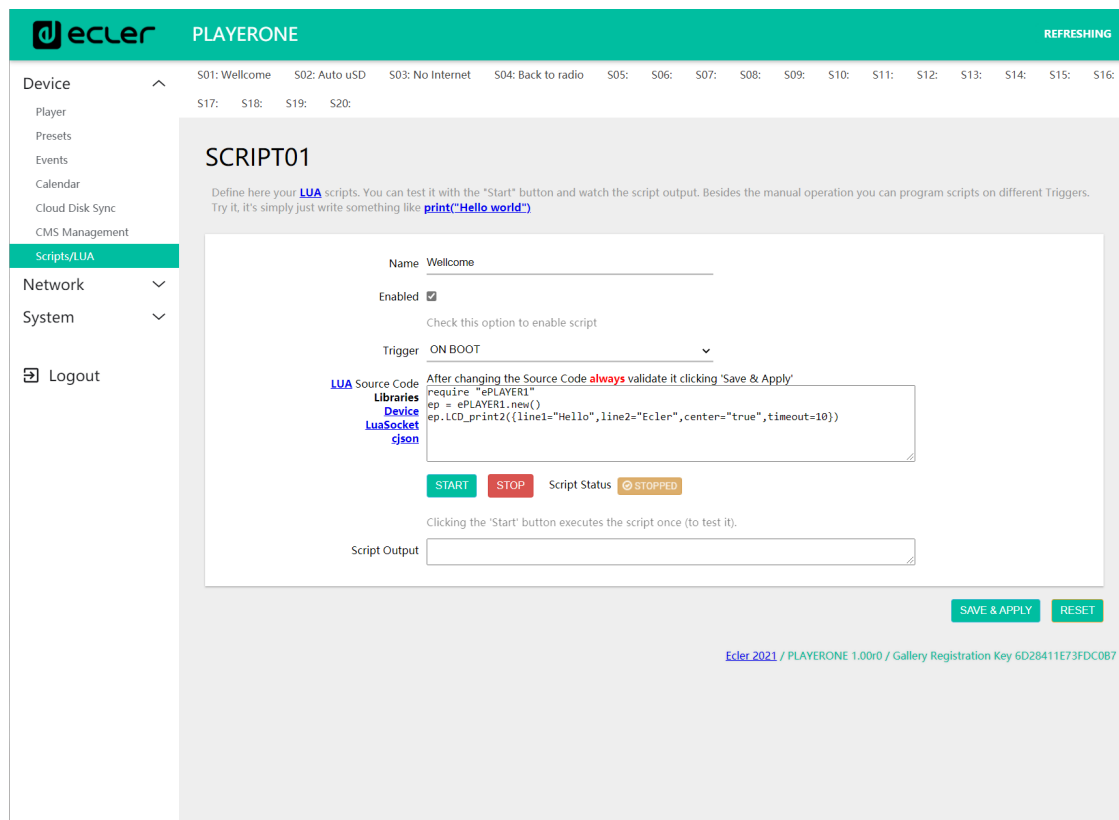 ecler
PLAYERONE
REFRESHING
Device
Player
Presets
Events
Calendar
Cloud Disk Sync
CMS Management
Scripts/LUA
Network
System
Logout
S01: Wellcome S02: Auto uSD S03: No Internet S04: Back to radio S05: S06: S07: S08: S09: S10: S11: S12: S13: S14: S15: S16:
S17: S18: S19: S20:
SCRIPT01
Define here your LUA scripts. You can test it with the "Start" button and watch the script output. Besides the manual operation you can program scripts on different Triggers.
Try it, it's simply just write something like print("Hello world")
Name Wellcome
Enabled
Check this option to enable script
Trigger ON BOOT
LUA Source Code After changing the Source Code always validate it clicking 'Save & Apply'
Libraries
Device
LuaSocket
cjson
require "ePLAYER1"
ep = ePLAYER1.new()
ep.LCD_print2({line1="Hello",line2="Ecler",center="true",timeout=10})
START STOP Script Status STOPPED
Clicking the 'Start' button executes the script once (to test it).
Script Output
SAVE & APPLY RESET
Ecler 2021 / PLAYERONE 1.00r0 / Gallery Registration Key 6D28411E73FDC0B7